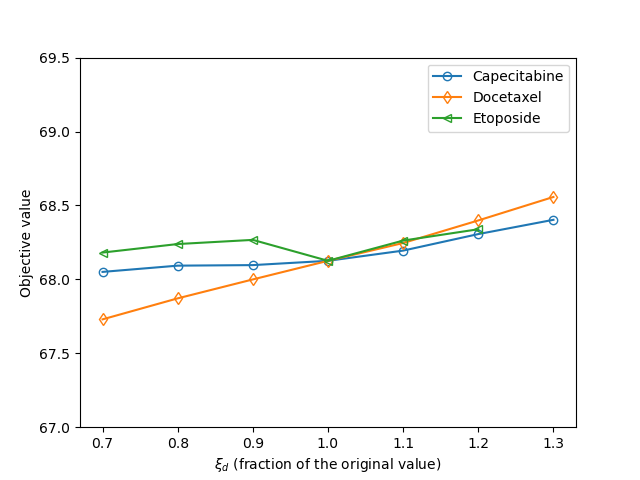 69.5
69.0
68.5
68.0
67.5
67.0
Objective value
Capecitabine
Docetaxel
Etoposide
0.7 0.8 0.9 1.0 1.1 1.2 1.3
ξ_d (fraction of the original value)